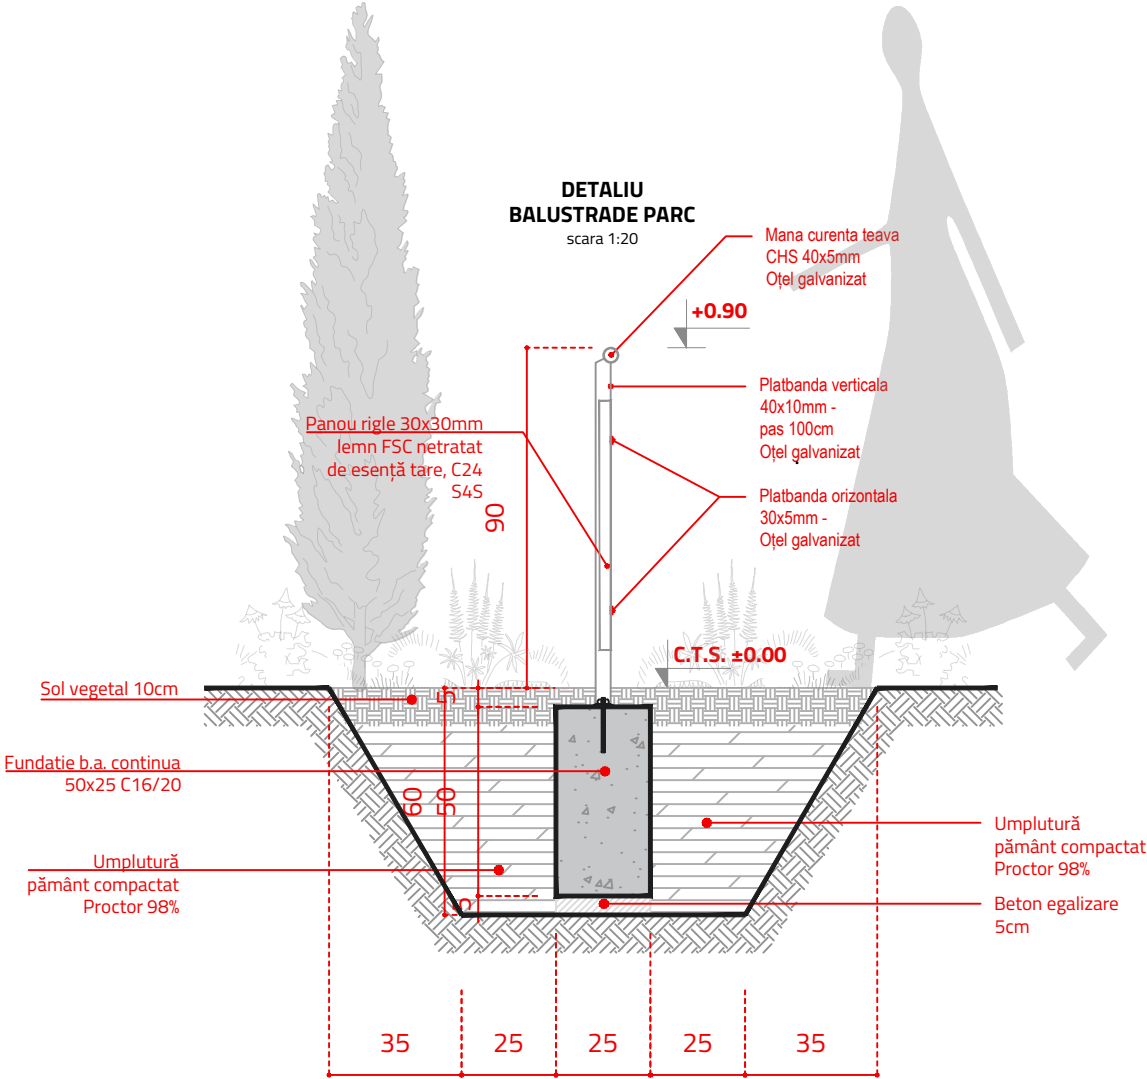 DETALIU
BALUSTRADE PARC
scara 1:20
Mana curenta teava
CHS 40x5mm
Oțel galvanizat
+0.90
Platbanda verticala
40x10mm -
pas 100cm
Oțel galvanizat
Panou rigle 30x30mm
lemn FSC netratat
de esență tare, C24
S4S
90
Platbanda orizontala
30x5mm -
Oțel galvanizat
C.T.S. ±0.00
Sol vegetal 10cm
5
Fundatie b.a. continua
50x25 C16/20
60
50
Umplutură
pământ compactat
Proctor 98%
Umplutură
pământ compactat
Proctor 98%
5
Beton egalizare
5cm
35
25
25
25
35